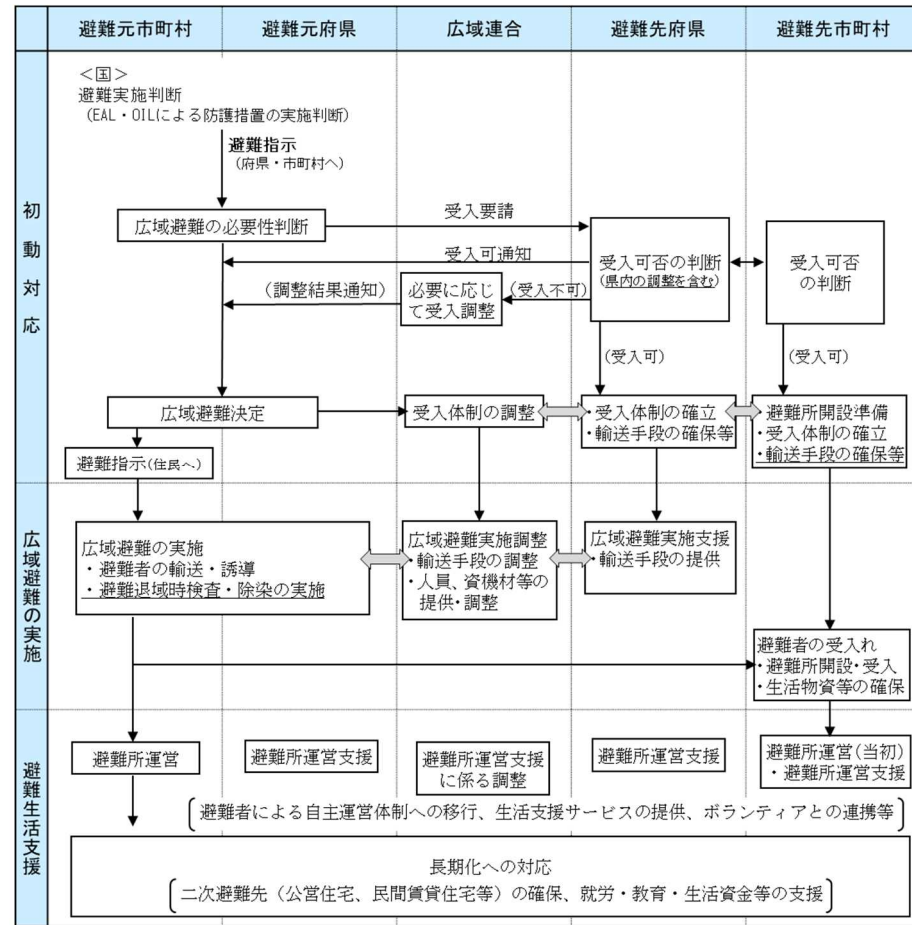 避難元市町村
避難元府県
広域連合
避難先府県
避難先市町村
初動対応
＜国＞
避難実施判断
（EAL・OILによる防護措置の実施判断）
避難指示
（府県・市町村へ）
広域避難の必要性判断
受入要請
受入可通知
受入可否の判断
（県内の調整を含む）
受入可否
の判断
（調整結果通知）
必要に応じ
て受入調整
（受入不可）
（受入可）
（受入可）
広域避難決定
受入体制の調整
・受入体制の確立
・輸送手段の確保等
避難所開設準備
・受入体制の確立
・輸送手段の確保等
避難指示（住民へ）
広域避難の実施
広域避難の実施
・避難者の輸送・誘導
・避難退域時検査・除染の実施
広域避難実施調整
・輸送手段の調整
・人員、資機材等の
提供・調整
広域避難実施支援
・輸送手段の提供
避難者の受入れ
・避難所開設・受入
・生活物資等の確保
避難生活支援
避難所運営
避難所運営支援
避難所運営支援
に係る調整
避難所運営支援
避難所運営（当初）
・避難所運営支援
避難者による自主運営体制への移行、生活支援サービスの提供、ボランティアとの連携等
長期化への対応
二次避難先（公営住宅、民間賃貸住宅等）の確保、就労・教育・生活資金等の支援